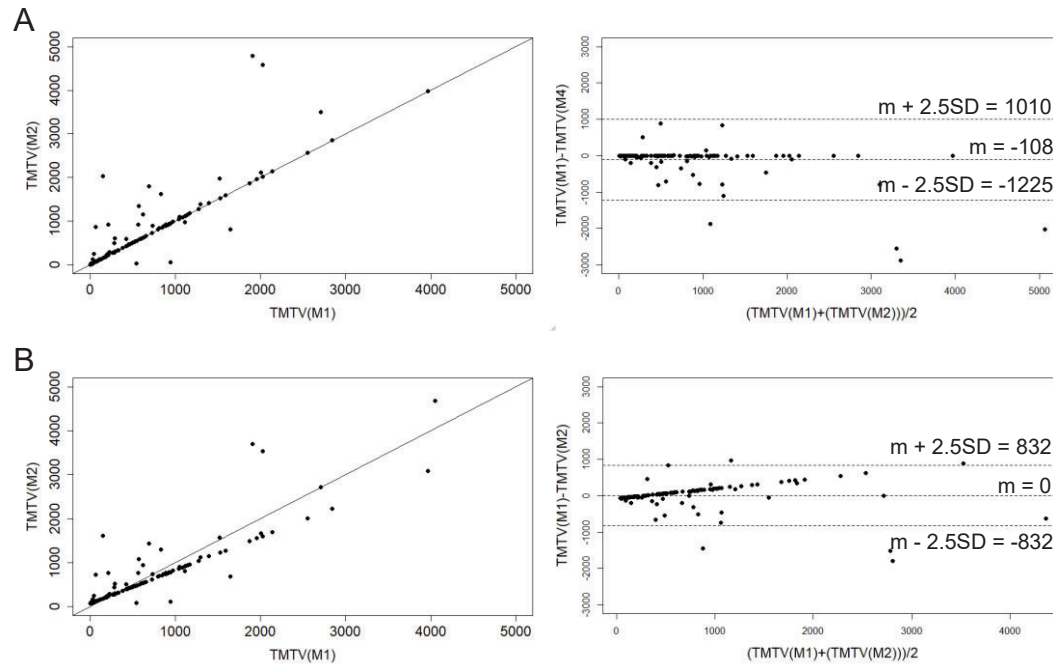 A
TMTV(M2)
5000
4000
3000
2000
1000
0
0 1000 2000 3000 4000 5000
TMTV(M1)
TMTV(M1)-TMTV(M4)
3000
2000
1000
0
-1000
-2000
-3000
m + 2.5SD = 1010
m = -108
m - 2.5SD = -1225
0 1000 2000 3000 4000 5000
(TMTV(M1)+(TMTV(M2)))/2
B
TMTV(M2)
5000
4000
3000
2000
1000
0
0 1000 2000 3000 4000 5000
TMTV(M1)
TMTV(M1)-TMTV(M2)
3000
2000
1000
0
-1000
-2000
-3000
m + 2.5SD = 832
m = 0
m - 2.5SD = -832
0 1000 2000 3000 4000
(TMTV(M1)+(TMTV(M2)))/2